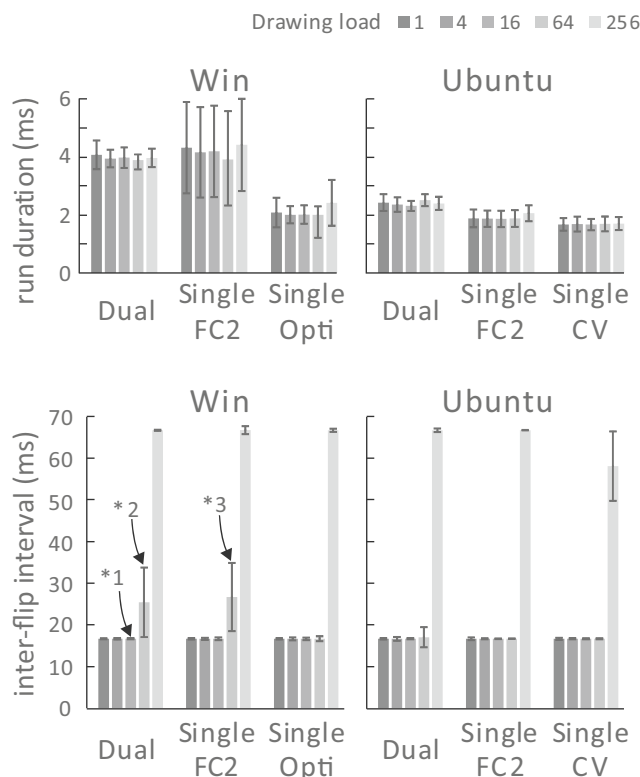 Drawing load 1 4 16 64 256
Win Ubuntu
run duration (ms)
6
4
2
0
Dual Single Single Dual Single Single
FC2 Opti FC2 CV
Win Ubuntu
inter-flip interval (ms)
70
60
50
40
30
20
10
0
*1
*2
*3
Dual Single Single Dual Single Single
FC2 Opti FC2 CV